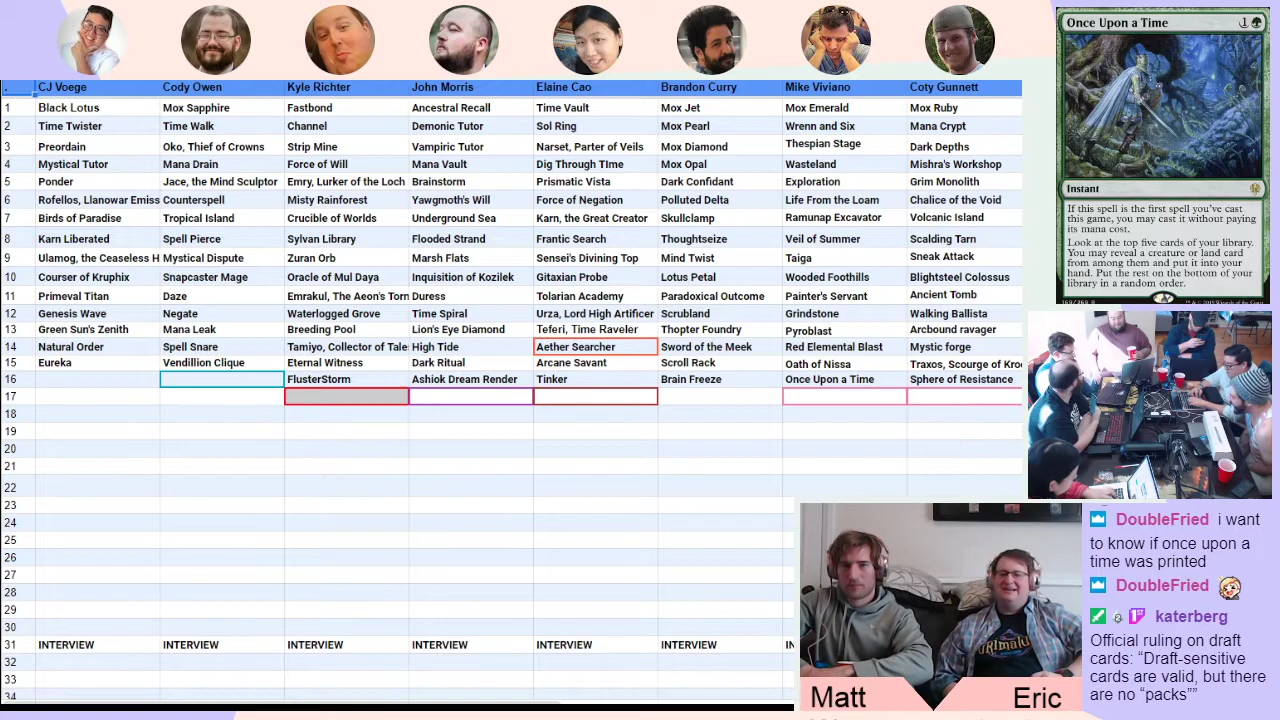 . CJ Voege Cody Owen Kyle Richter John Morris Elaine Cao Brandon Curry Mike Viviano Coty Gunnett
1 Black Lotus Mox Sapphire Fastbond Ancestral Recall Time Vault Mox Jet Mox Emerald Mox Ruby
2 Time Twister Time Walk Channel Demonic Tutor Sol Ring Mox Pearl Wrenn and Six Mana Crypt
3 Preordain Oko, Thief of Crowns Strip Mine Vampiric Tutor Narset, Parter of Veils Mox Diamond Thespian Stage Dark Depths
4 Mystical Tutor Mana Drain Force of Will Mana Vault Dig Through TIme Mox Opal Wasteland Mishra's Workshop
5 Ponder Jace, the Mind Sculptor Emry, Lurker of the Loch Brainstorm Prismatic Vista Dark Confidant Exploration Grim Monolith
6 Rofellos, Llanowar Emiss Counterspell Misty Rainforest Yawgmoth's Will Force of Negation Polluted Delta Life From the Loam Chalice of the Void
7 Birds of Paradise Tropical Island Crucible of Worlds Underground Sea Karn, the Great Creator Skullclamp Ramunap Excavator Volcanic Island
8 Karn Liberated Spell Pierce Sylvan Library Flooded Strand Frantic Search Thoughtseize Veil of Summer Scalding Tarn
9 Ulamog, the Ceaseless H Mystical Dispute Zuran Orb Marsh Flats Sensei's Divining Top Mind Twist Taiga Sneak Attack
10 Courser of Kruphix Snapcaster Mage Oracle of Mul Daya Inquisition of Kozilek Gitaxian Probe Lotus Petal Wooded Foothills Blightsteel Colossus
11 Primeval Titan Daze Emrakul, The Aeon's Torn Duress Tolarian Academy Paradoxical Outcome Painter's Servant Ancient Tomb
12 Genesis Wave Negate Waterlogged Grove Time Spiral Urza, Lord High Artificer Scrubland Grindstone Walking Ballista
13 Green Sun's Zenith Mana Leak Breeding Pool Lion's Eye Diamond Teferi, Time Raveler Thopter Foundry Pyroblast Arcbound ravager
14 Natural Order Spell Snare Tamiyo, Collector of Tale High Tide Aether Searcher Sword of the Meek Red Elemental Blast Mystic forge
15 Eureka Vendillion Clique Eternal Witness Dark Ritual Arcane Savant Scroll Rack Oath of Nissa Traxos, Scourge of Kroo
16 FlusterStorm Ashiok Dream Render Tinker Brain Freeze Once Upon a Time Sphere of Resistance
17
18
19
20
21
22
23
24
25
26
27
28
29
30
31 INTERVIEW INTERVIEW INTERVIEW INTERVIEW INTERVIEW INTERVIEW IN
32
33
34
Once Upon a Time 1
Instant
If this spell is the first spell you've cast
this game, you may cast it without paying
its mana cost.
Look at the top five cards of your library.
You may reveal a creature or land card
from among them and put it into your
hand. Put the rest on the bottom of your
library in a random order.
DoubleFried i want
to know if once upon a
time was printed
DoubleFried
katerberg
Official ruling on draft
cards: “Draft-sensitive
cards are valid, but there
are no “packs””
Matt
Eric